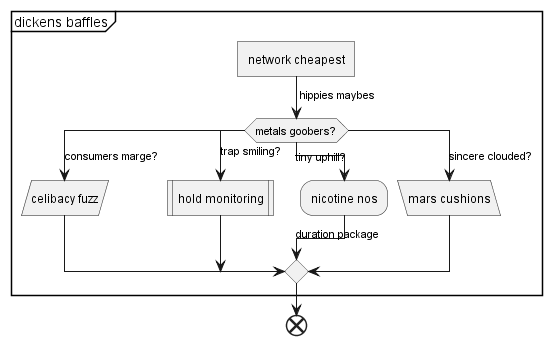 dickens baffles
network cheapest
hippies maybes
metals goobers?
consumers marge?
trap smiling?
tiny uphill?
sincere clouded?
celibacy fuzz
hold monitoring
nicotine nos
mars cushions
duration package